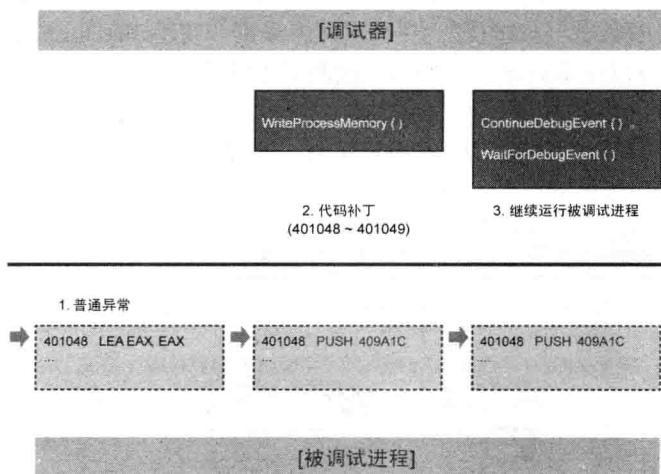 [调试器]
WriteProcessMemory ( )
ContinueDebugEvent ( ) 。
WaitForDebugEvent ( )
2. 代码补丁
(401048 ~ 401049)
3. 继续运行被调试进程
1. 普通异常
401048 LEA EAX, EAX
...
401048 PUSH 409A1C
...
401048 PUSH 409A1C
...
[被调试进程]